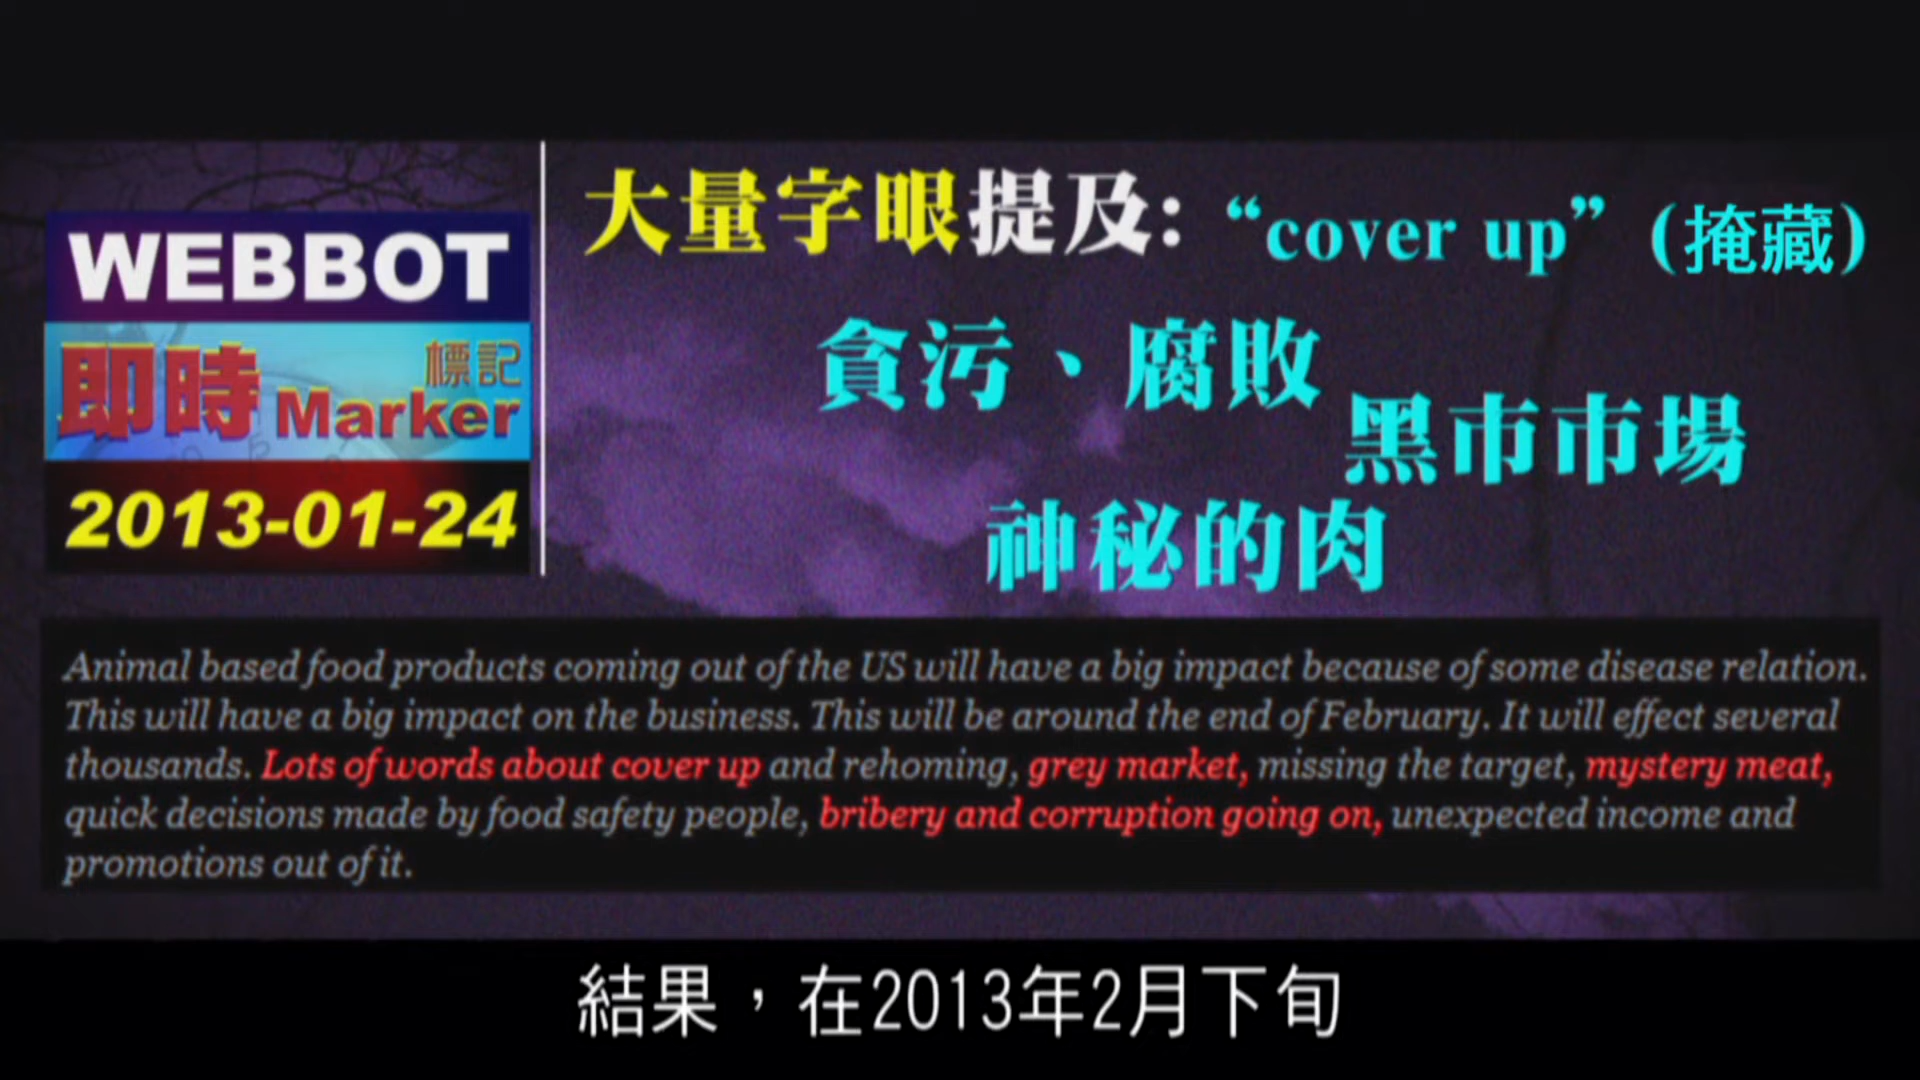 WEBBOT
即時 標記
Marker
2013-01-24
大量字眼提及: “cover up” (掩藏)
貪污、腐敗
黑市市場
神秘的肉
Animal based food products coming out of the US will have a big impact because of some disease relation.
This will have a big impact on the business. This will be around the end of February. It will effect several
thousands. Lots of words about cover up and rehoming, grey market, missing the target, mystery meat,
quick decisions made by food safety people, bribery and corruption going on, unexpected income and
promotions out of it.
結果，在2013年2月下旬